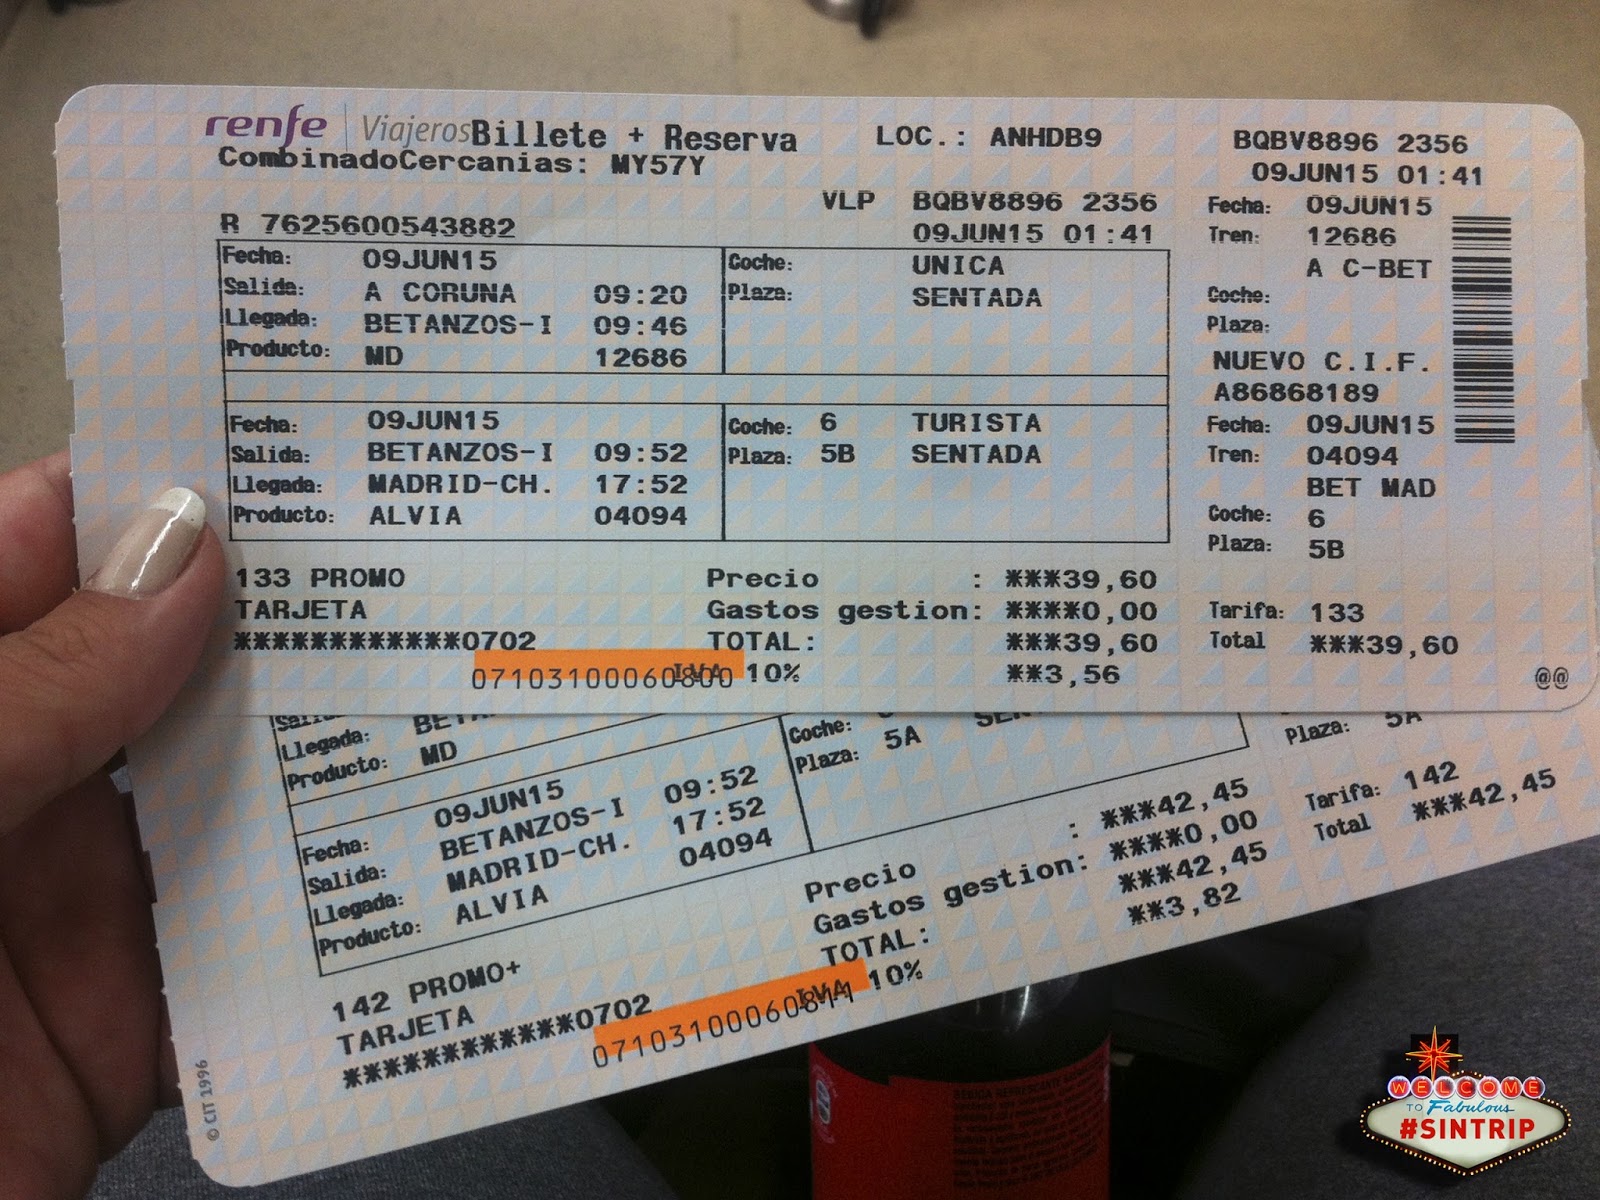 renfe Viajeros Billete + Reserva LOC.: ANHDB9 BQBV8896 2356
CombinadoCercanias: MY57Y 09JUN15 01:41
VLP BQBV8896 2356 Fecha: 09JUN15
R 7625600543882 09JUN15 01:41 Tren: 12686
Fecha: 09JUN15 Coche: UNICA A C-BET
Salida: A CORUNA 09:20 Plaza: SENTADA Coche:
Llegada: BETANZOS-I 09:46 Plaza:
Producto: MD 12686 NUEVO C.I.F.
A86868189
Fecha: 09JUN15 Coche: 6 TURISTA Fecha: 09JUN15
Salida: BETANZOS-I 09:52 Plaza: 5B SENTADA Tren: 04094
Llegada: MADRID-CH. 17:52 BET MAD
Producto: ALVIA 04094 Coche: 6
Plaza: 5B
133 PROMO Precio : ***39,60
TARJETA Gastos gestion: ****0,00 Tarifa: 133
************0702 TOTAL: ***39,60 Total ***39,60
07103100060800 IVA 10% **3,56 @@
Llegada:
Producto: MD
Coche:
Plaza: 5A
Plaza: 5A
Fecha: 09JUN15
Salida: BETANZOS-I 09:52
Llegada: MADRID-CH. 17:52
Producto: ALVIA 04094
142 PROMO+ Precio : ***42,45 Tarifa: 142
TARJETA Gastos gestion: ****0,00 Total ***42,45
************0702 TOTAL: ***42,45
IVA 10% **3,82
© CIT 1996
WELCOME
TO Fabulous
#SINTRIP